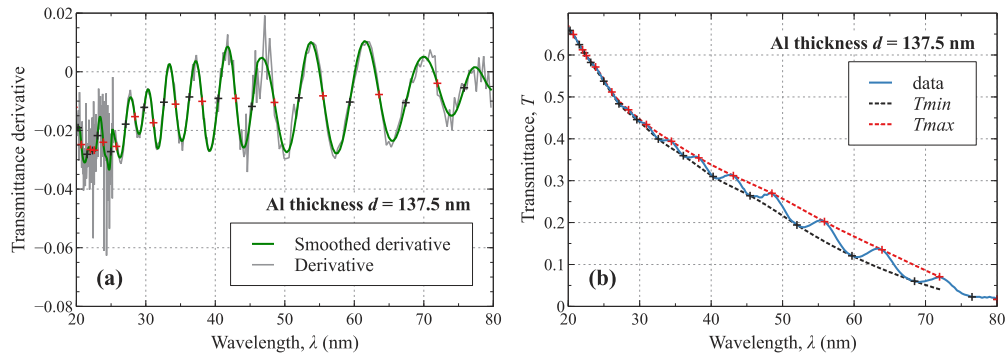 0.02
0
−0.02
−0.04
−0.06
−0.08
Transmittance derivative
Al thickness d = 137.5 nm
Smoothed derivative
Derivative
(a)
20 30 40 50 60 70 80
Wavelength, λ (nm)
0.6
0.5
0.4
0.3
0.2
0.1
0
Transmittance, T
Al thickness d = 137.5 nm
data
Tmin
Tmax
(b)
20 30 40 50 60 70 80
Wavelength, λ (nm)